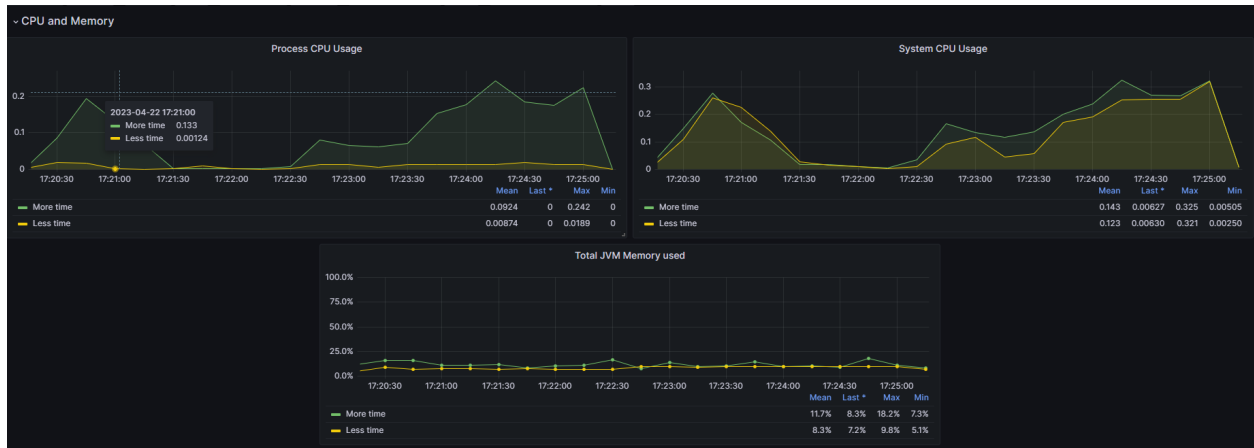 CPU and Memory
Process CPU Usage
0.2
0.1
0
2023-04-22 17:21:00
More time 0.133
Less time 0.00124
17:20:30 17:21:00 17:21:30 17:22:00 17:22:30 17:23:00 17:23:30 17:24:00 17:24:30 17:25:00
Mean Last * Max Min
More time 0.0924 0 0.242 0
Less time 0.00874 0 0.0189 0
System CPU Usage
0.3
0.2
0.1
0
17:20:30 17:21:00 17:21:30 17:22:00 17:22:30 17:23:00 17:23:30 17:24:00 17:24:30 17:25:00
Mean Last * Max Min
More time 0.143 0.00627 0.325 0.00505
Less time 0.123 0.00630 0.321 0.00250
Total JVM Memory used
100.0%
75.0%
50.0%
25.0%
0.0%
17:20:30 17:21:00 17:21:30 17:22:00 17:22:30 17:23:00 17:23:30 17:24:00 17:24:30 17:25:00
Mean Last * Max Min
More time 11.7% 8.3% 18.2% 7.3%
Less time 8.3% 7.2% 9.8% 5.1%